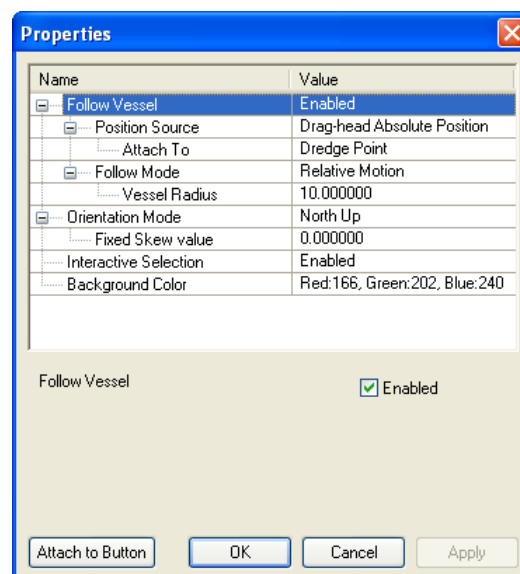 Properties
Name Value
Follow Vessel Enabled
Position Source Drag-head Absolute Position
Attach To Dredge Point
Follow Mode Relative Motion
Vessel Radius 10.000000
Orientation Mode North Up
Fixed Skew value 0.000000
Interactive Selection Enabled
Background Color Red:166, Green:202, Blue:240
Follow Vessel Enabled
Attach to Button OK Cancel Apply